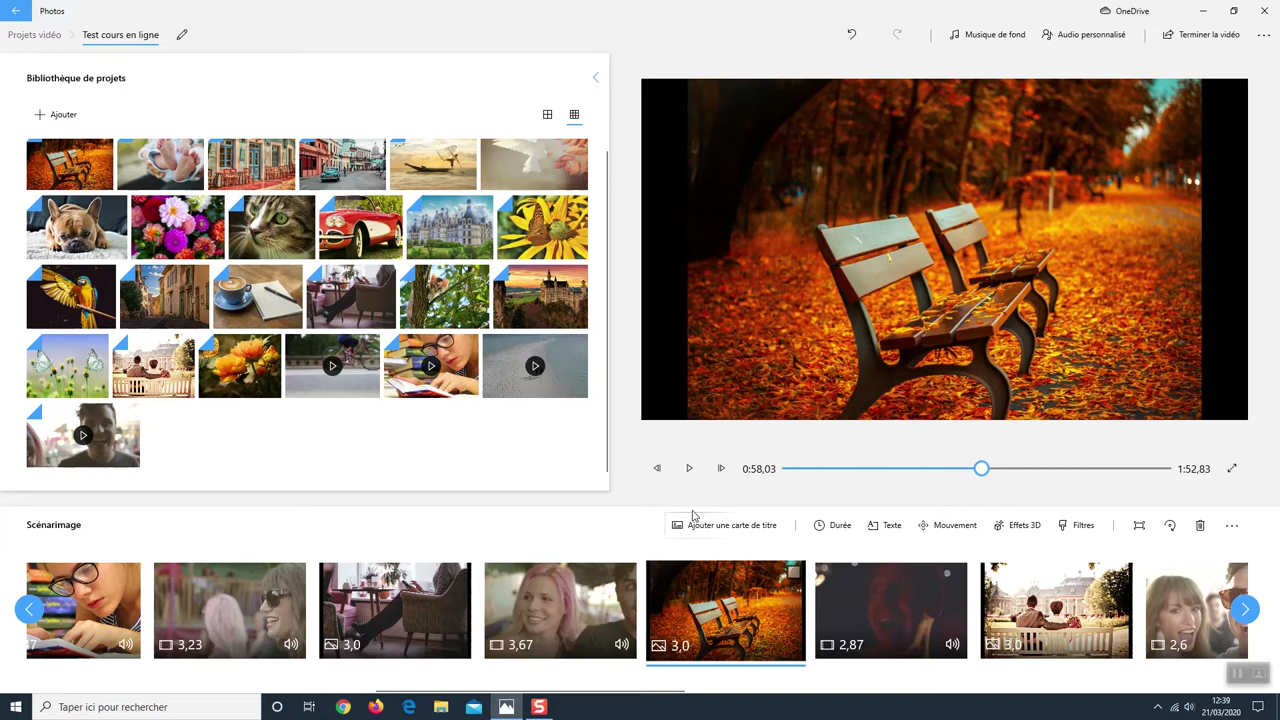 Photos
OneDrive
Projets vidéo
Test cours en ligne
Musique de fond
Audio personnalisé
Terminer la vidéo
Bibliothèque de projets
Ajouter
0:58,03
1:52,83
Scénarimage
Ajouter une carte de titre
Durée
Texte
Mouvement
Effets 3D
Filtres
7
3,23
3,0
3,67
3,0
2,87
3,0
2,6
Taper ici pour rechercher
12:39
21/03/2020